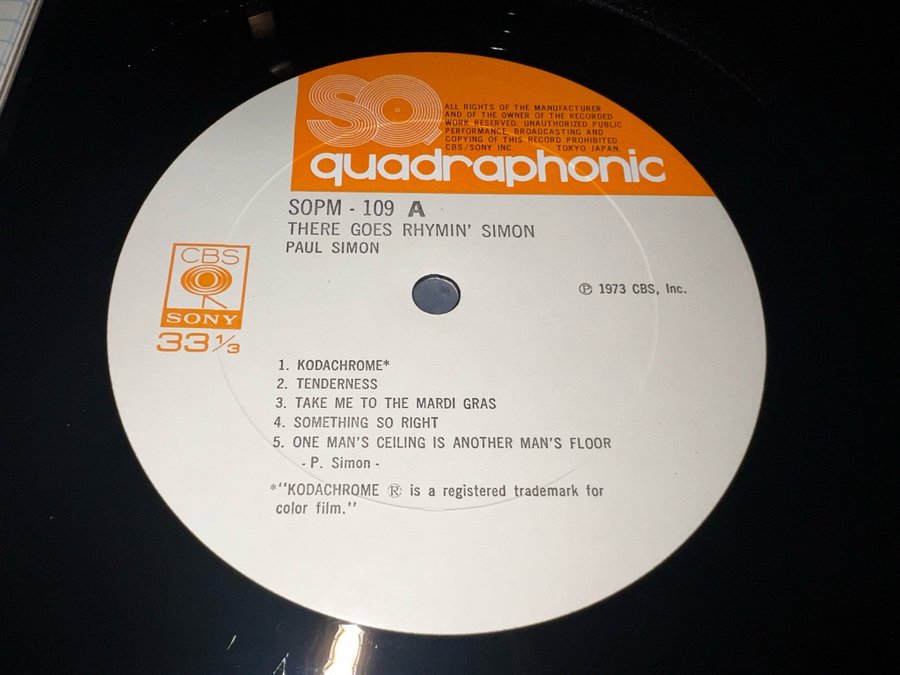 SQ
ALL RIGHTS OF THE MANUFACTURER
AND OF THE OWNER OF THE RECORDED
WORK RESERVED. UNAUTHORIZED PUBLIC
PERFORMANCE, BROADCASTING AND
COPYING OF THIS RECORD PROHIBITED.
CBS/SONY INC. TOKYO JAPAN.
quadraphonic
SOPM - 109 A
THERE GOES RHYMIN' SIMON
PAUL SIMON
CBS
SONY
33 1/3
℗ 1973 CBS, Inc.
1. KODACHROME*
2. TENDERNESS
3. TAKE ME TO THE MARDI GRAS
4. SOMETHING SO RIGHT
5. ONE MAN'S CEILING IS ANOTHER MAN'S FLOOR
- P. Simon -
*"KODACHROME ® is a registered trademark for
color film."